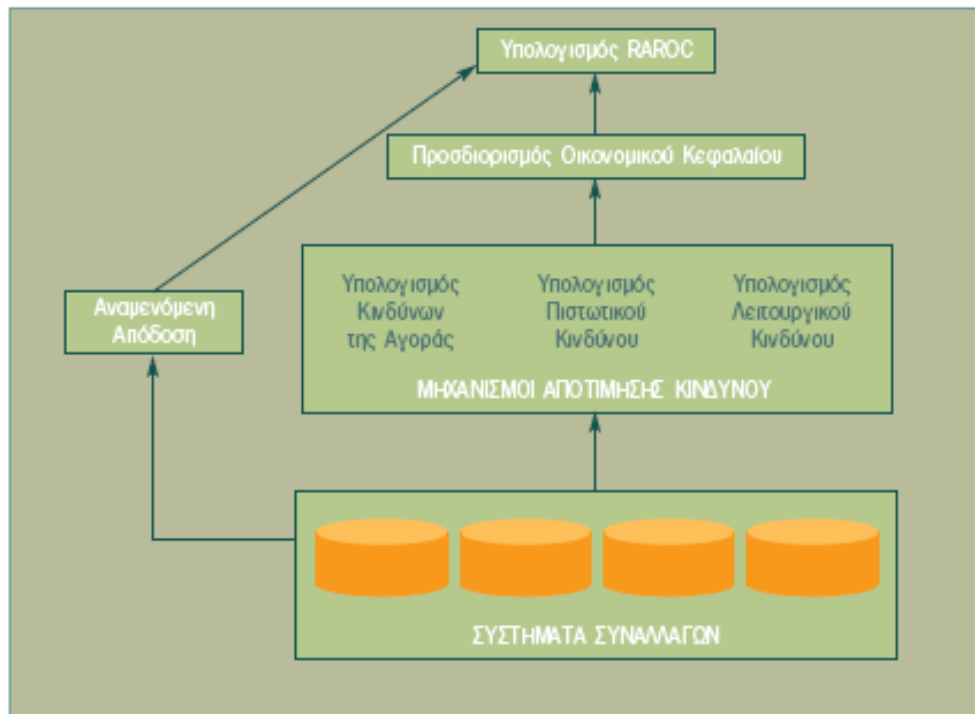 Υπολογισμός RAROC
Προσδιορισμός Οικονομικού Κεφαλαίου
Αναμενόμενη
Απόδοση
Υπολογισμός
Κινδύνων
της Αγοράς
Υπολογισμός
Πιστωτικού
Κινδύνου
Υπολογισμός
Λειτουργικού
Κινδύνου
ΜΗΧΑΝΙΣΜΟΙ ΑΠΟΤΙΜΗΣΗΣ ΚΙΝΔΥΝΟΥ
ΣΥΣΤΗΜΑΤΑ ΣΥΝΑΛΛΑΓΩΝ